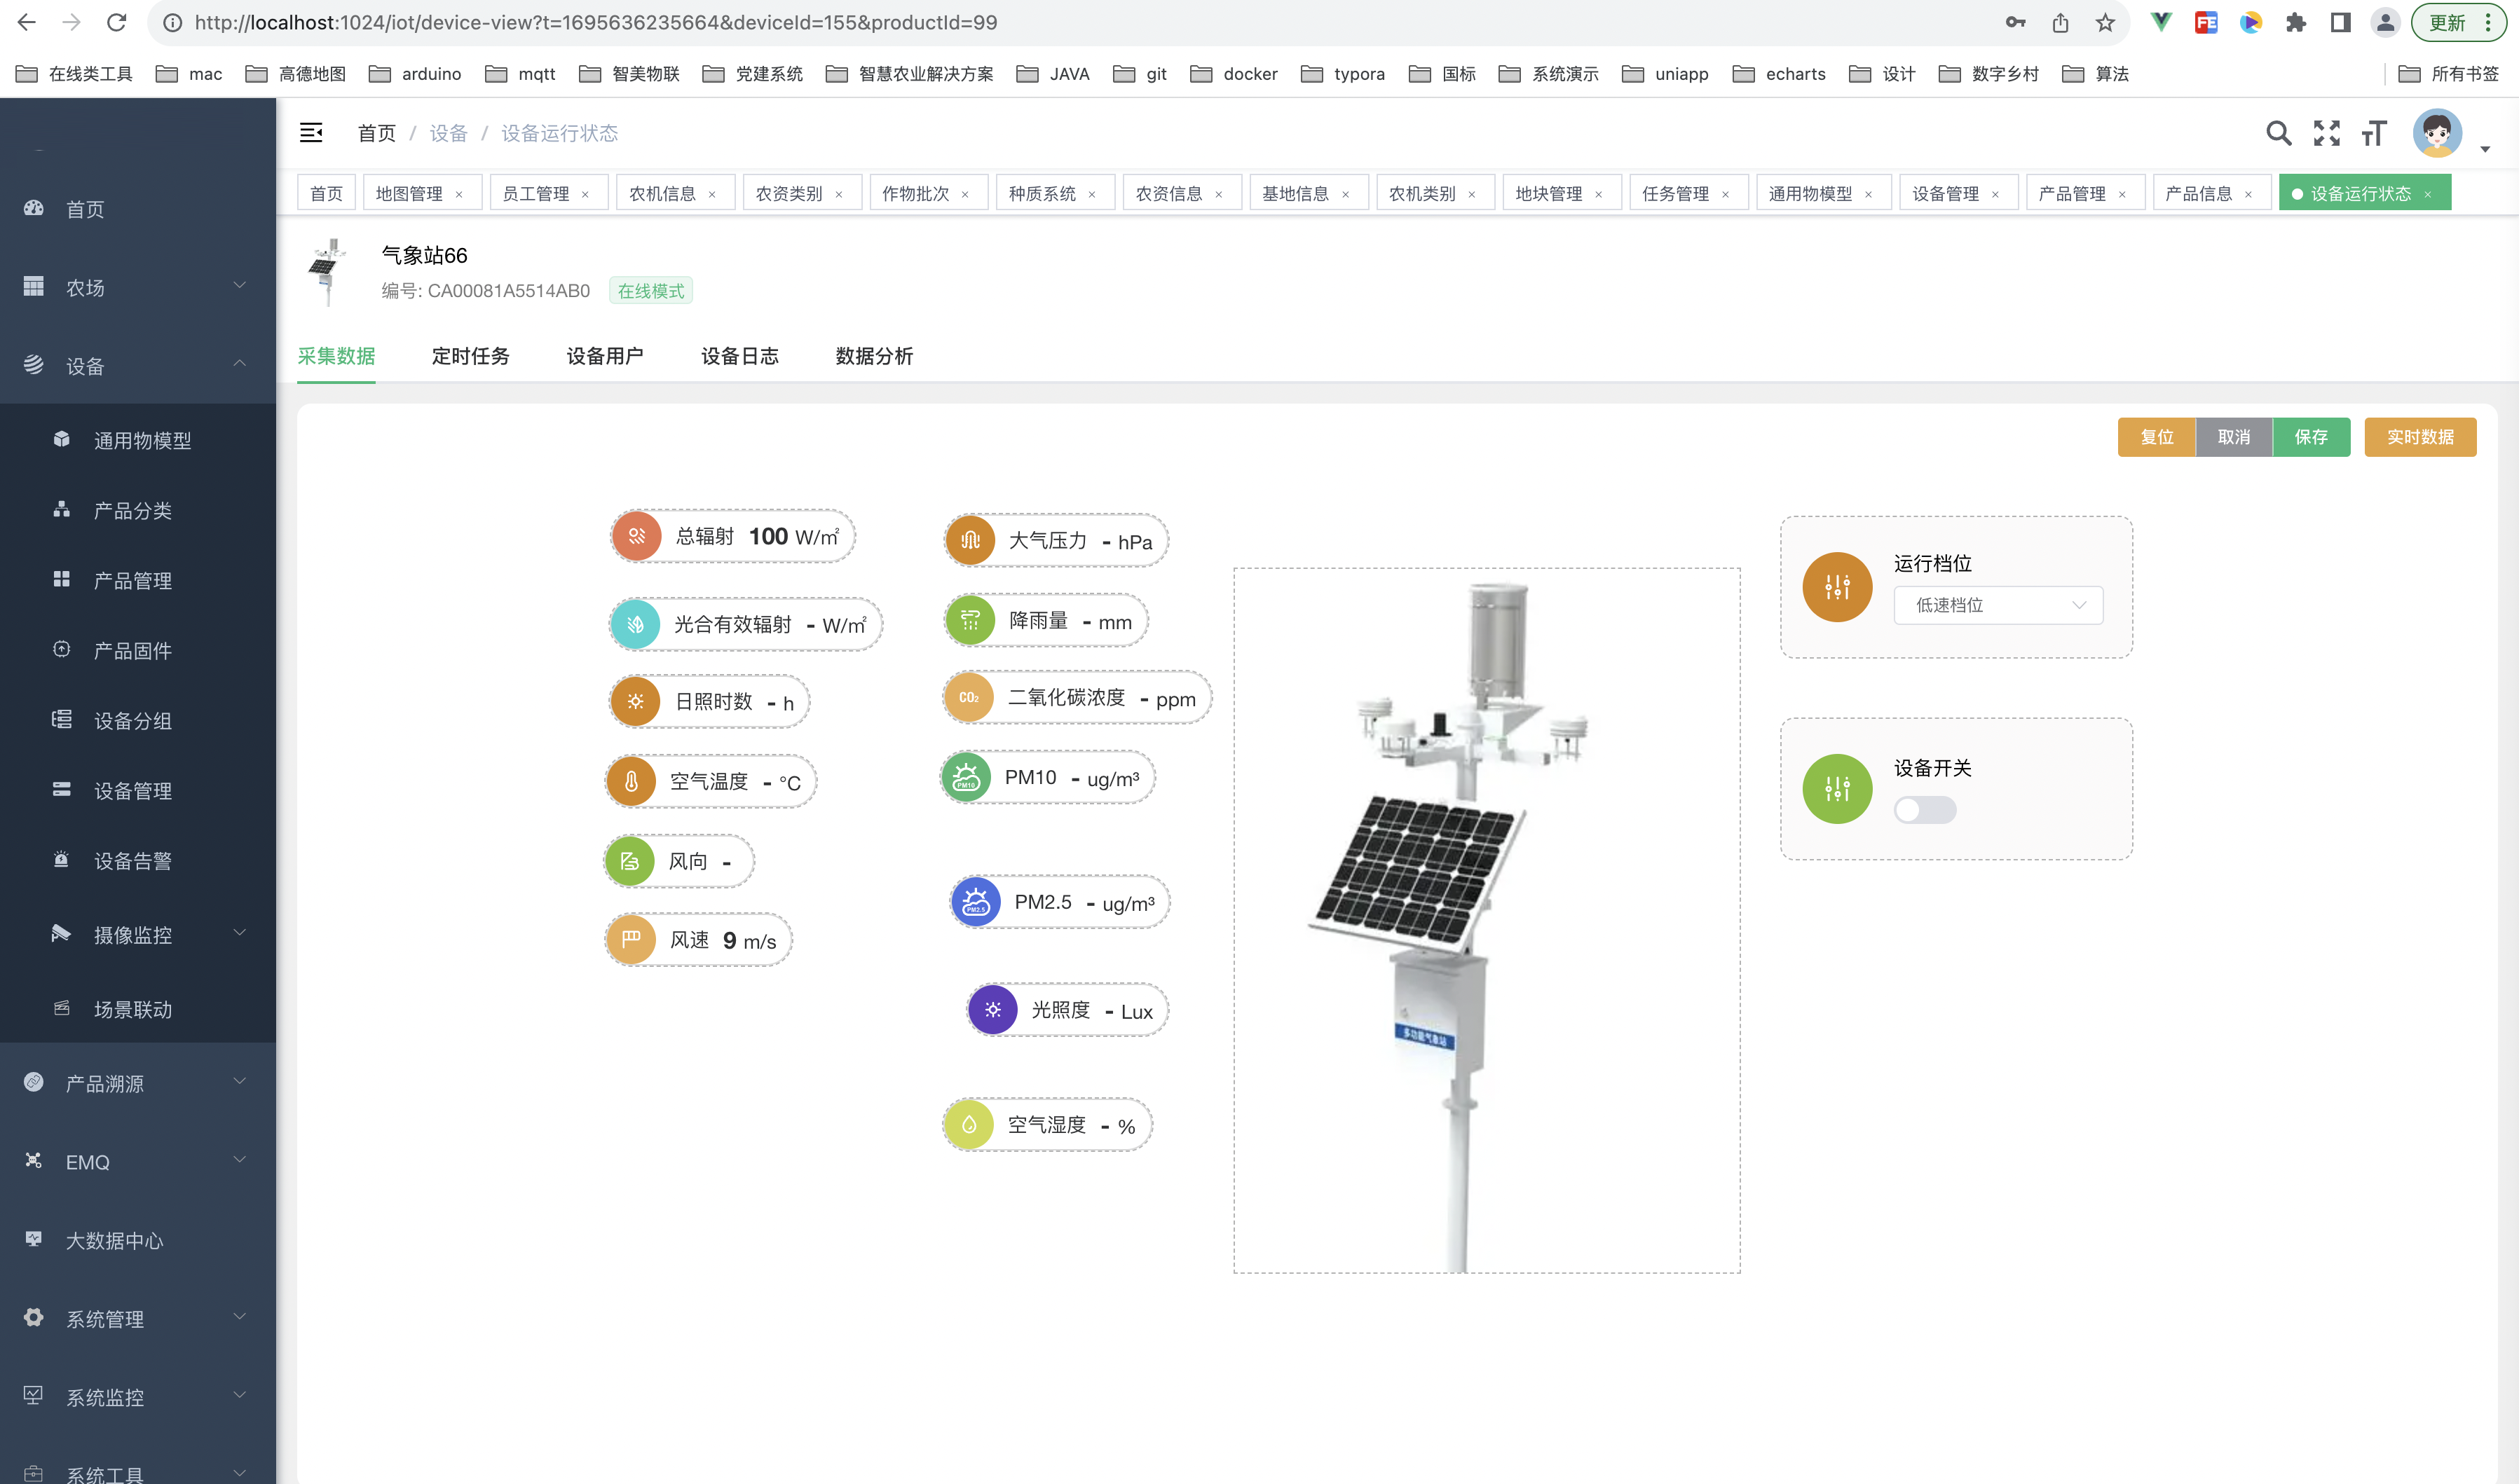 http://localhost:1024/iot/device-view?t=1695636235664&deviceId=155&productId=99
更新
在线类工具 mac 高德地图 arduino mqtt 智美物联 党建系统 智慧农业解决方案 JAVA git docker typora 国标 系统演示 uniapp echarts 设计 数字乡村 算法 所有书签
首页 / 设备 / 设备运行状态
首页 地图管理 × 员工管理 × 农机信息 × 农资类别 × 作物批次 × 种质系统 × 农资信息 × 基地信息 × 农机类别 × 地块管理 × 任务管理 × 通用物模型 × 设备管理 × 产品管理 × 产品信息 × 设备运行状态 ×
首页
农场
设备
通用物模型
产品分类
产品管理
产品固件
设备分组
设备管理
设备告警
摄像监控
场景联动
产品溯源
EMQ
大数据中心
系统管理
系统监控
系统工具
气象站66
编号: CA00081A5514AB0 在线模式
采集数据 定时任务 设备用户 设备日志 数据分析
复位 取消 保存 实时数据
总辐射 100 W/㎡
光合有效辐射 - W/㎡
日照时数 - h
空气温度 - °C
风向 -
风速 9 m/s
大气压力 - hPa
降雨量 - mm
CO₂ 二氧化碳浓度 - ppm
PM10 PM10 - ug/m³
PM2.5 PM2.5 - ug/m³
光照度 - Lux
空气湿度 - %
多功能气象站
运行档位
低速档位
设备开关